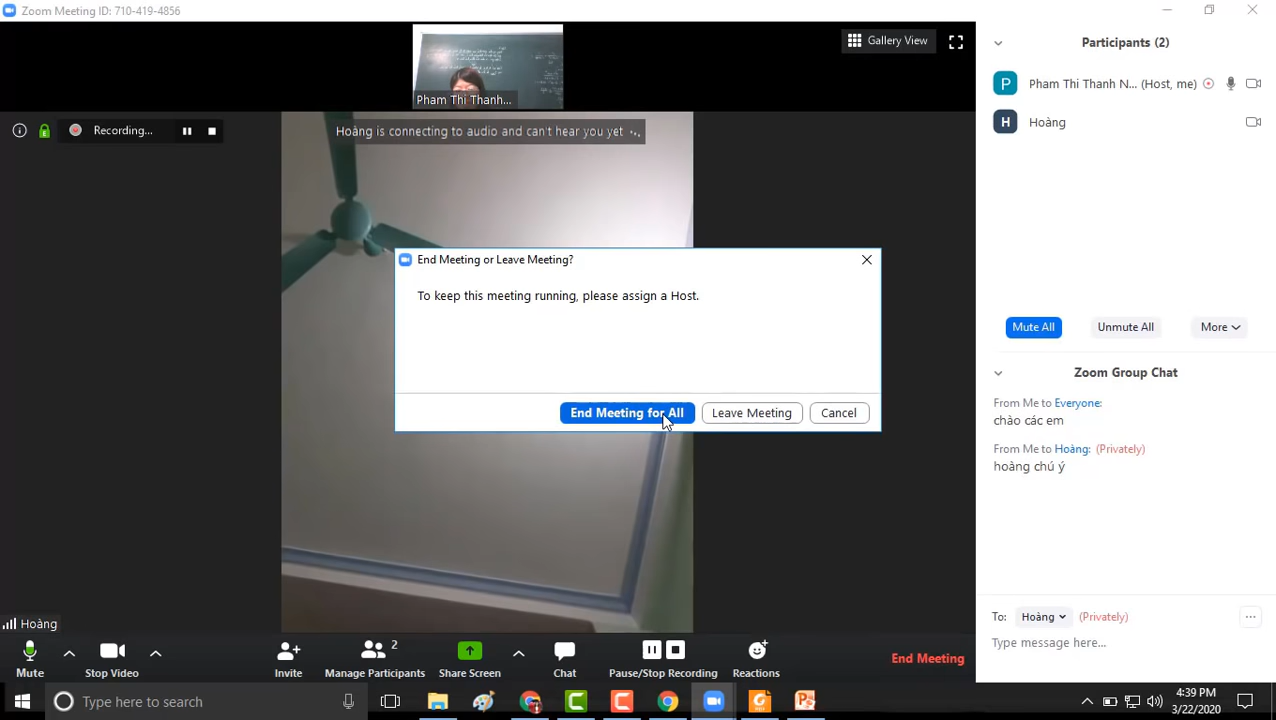 Zoom Meeting ID: 710-419-4856
Gallery View
Pham Thi Thanh...
Recording...
Hoàng is connecting to audio and can't hear you yet
End Meeting or Leave Meeting?
To keep this meeting running, please assign a Host.
End Meeting for All
Leave Meeting
Cancel
Hoàng
Participants (2)
P
Pham Thi Thanh N... (Host, me)
H
Hoàng
Mute All
Unmute All
More
Zoom Group Chat
From Me to Everyone:
chào các em
From Me to Hoàng: (Privately)
hoàng chú ý
To: Hoàng (Privately)
Type message here...
Mute
Stop Video
Invite
2
Manage Participants
Share Screen
Chat
Pause/Stop Recording
Reactions
End Meeting
Type here to search
4:39 PM
3/22/2020